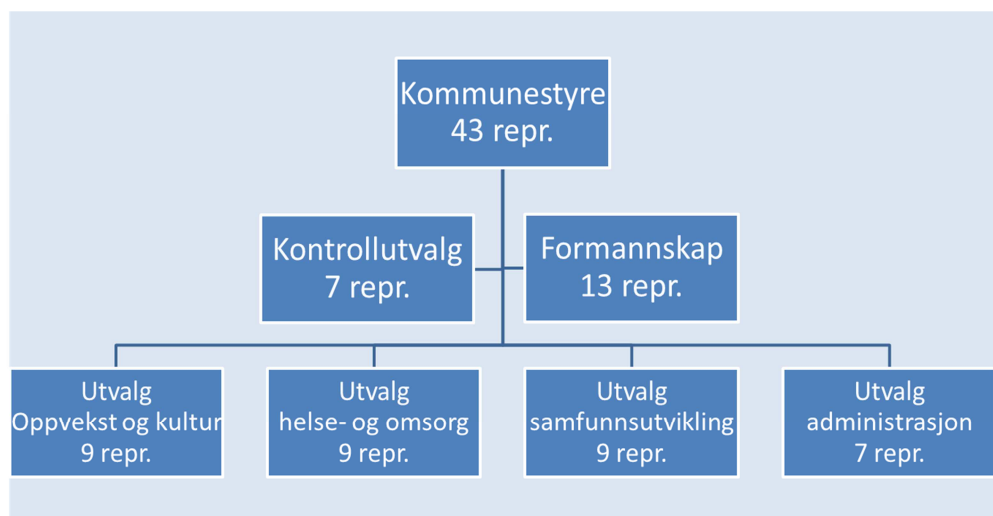 Kommunestyre
43 repr.
Kontrollutvalg
7 repr.
Formannskap
13 repr.
Utvalg
Oppvekst og kultur
9 repr.
Utvalg
helse- og omsorg
9 repr.
Utvalg
samfunnsutvikling
9 repr.
Utvalg
administrasjon
7 repr.